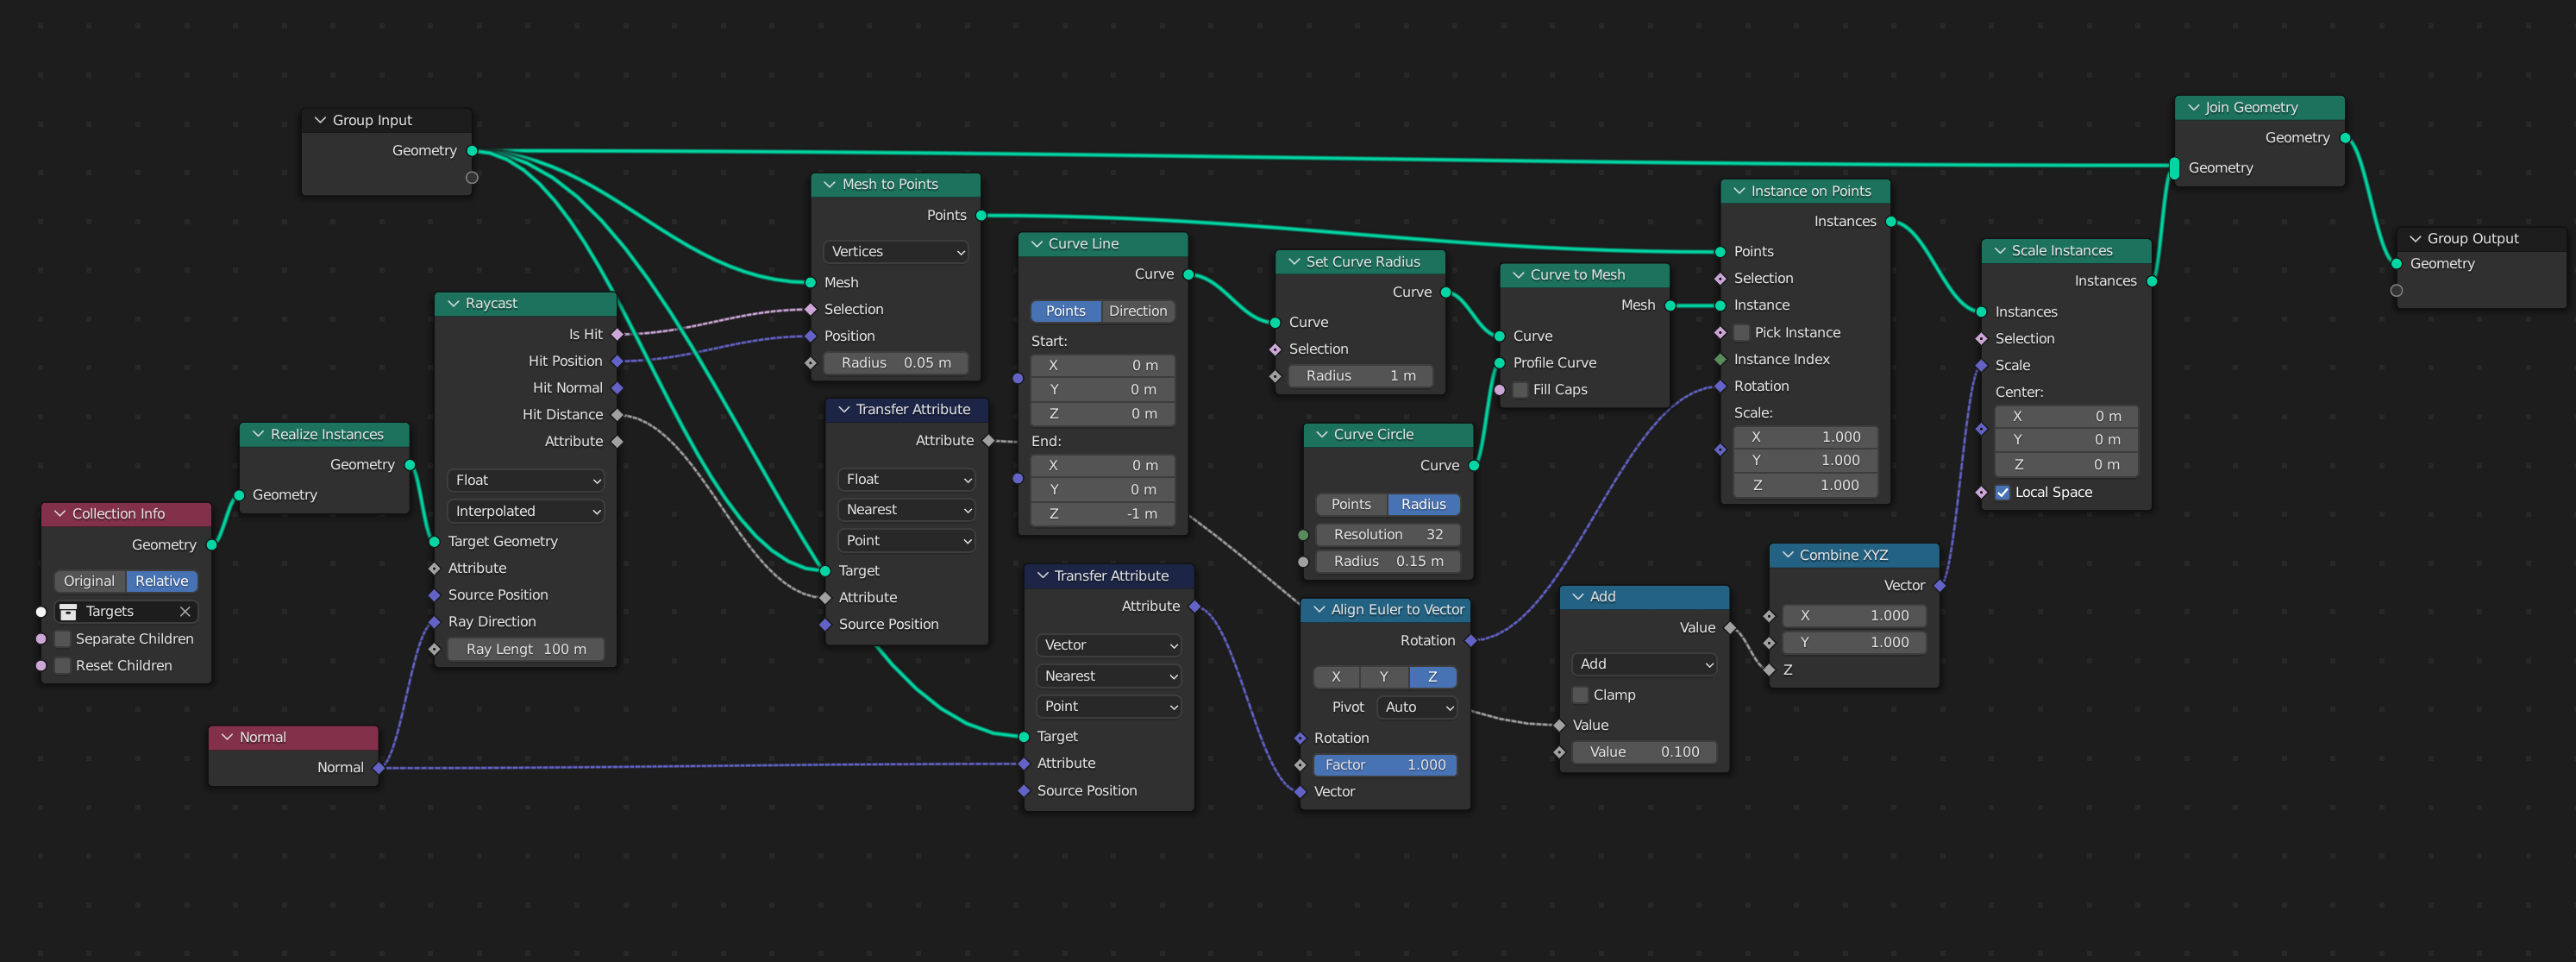 Group Input
Geometry
Collection Info
Geometry
Original Relative
Targets
Separate Children
Reset Children
Realize Instances
Geometry
Geometry
Normal
Normal
Raycast
Is Hit
Hit Position
Hit Normal
Hit Distance
Attribute
Float
Interpolated
Target Geometry
Attribute
Source Position
Ray Direction
Ray Lengt 100 m
Mesh to Points
Points
Vertices
Mesh
Selection
Position
Radius 0.05 m
Transfer Attribute
Attribute
Float
Nearest
Point
Target
Attribute
Source Position
Curve Line
Curve
Points Direction
Start:
X 0 m
Y 0 m
Z 0 m
End:
X 0 m
Y 0 m
Z -1 m
Transfer Attribute
Attribute
Vector
Nearest
Point
Target
Attribute
Source Position
Set Curve Radius
Curve
Curve
Selection
Radius 1 m
Curve Circle
Curve
Points Radius
Resolution 32
Radius 0.15 m
Align Euler to Vector
Rotation
X Y Z
Pivot Auto
Rotation
Factor 1.000
Vector
Curve to Mesh
Mesh
Curve
Profile Curve
Fill Caps
Add
Value
Add
Clamp
Value
Value 0.100
Instance on Points
Instances
Points
Selection
Instance
Pick Instance
Instance Index
Rotation
Scale:
X 1.000
Y 1.000
Z 1.000
Combine XYZ
Vector
X 1.000
Y 1.000
Z
Scale Instances
Instances
Instances
Selection
Scale
Center:
X 0 m
Y 0 m
Z 0 m
Local Space
Join Geometry
Geometry
Geometry
Group Output
Geometry